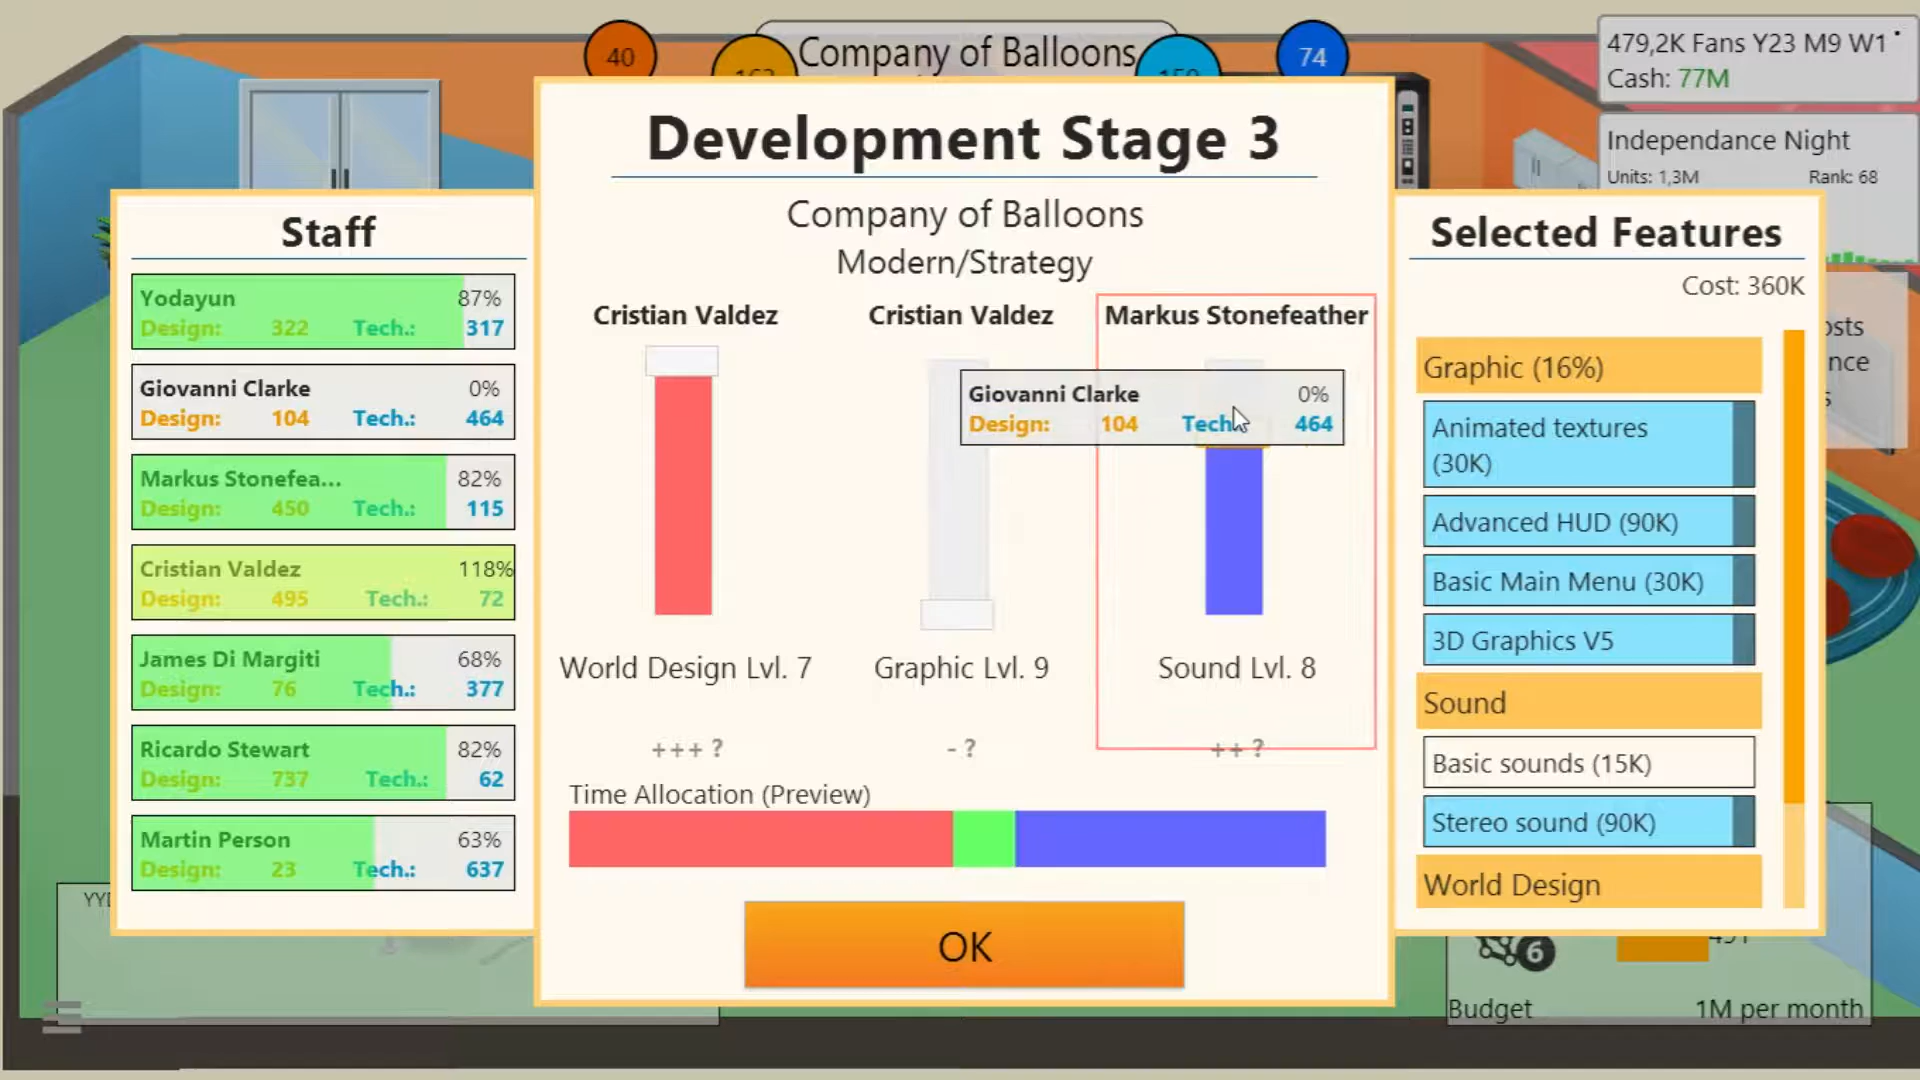 40
Company of Balloons
74
479,2K Fans Y23 M9 W1
Cash: 77M
Independance Night
Units: 1,3M Rank: 68
Development Stage 3
Company of Balloons
Modern/Strategy
Staff
Yodayun 87%
Design: 322 Tech.: 317
Giovanni Clarke 0%
Design: 104 Tech.: 464
Markus Stonefea... 82%
Design: 450 Tech.: 115
Cristian Valdez 118%
Design: 495 Tech.: 72
James Di Margiti 68%
Design: 76 Tech.: 377
Ricardo Stewart 82%
Design: 737 Tech.: 62
Martin Person 63%
Design: 23 Tech.: 637
Cristian Valdez
Cristian Valdez
Markus Stonefeather
Giovanni Clarke 0%
Design: 104 Tech. 464
World Design Lvl. 7
Graphic Lvl. 9
Sound Lvl. 8
+++ ?
- ?
++ ?
Time Allocation (Preview)
OK
Selected Features
Cost: 360K
Graphic (16%)
Animated textures
(30K)
Advanced HUD (90K)
Basic Main Menu (30K)
3D Graphics V5
Sound
Basic sounds (15K)
Stereo sound (90K)
World Design
6
Budget 1M per month